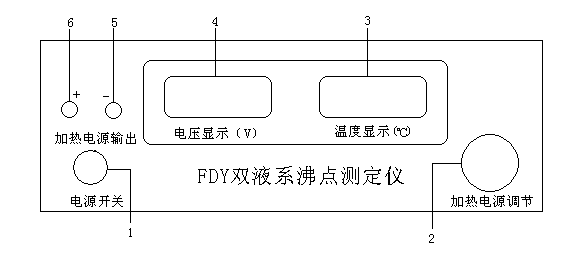 6 5 4 3
+ -
加热电源输出
电压显示（V） 温度显示(℃)
FDY双液系沸点测定仪
电源开关 加热电源调节
1 2